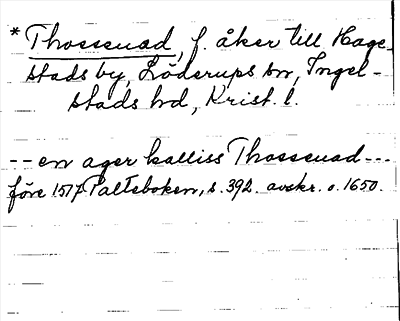 *Thossenad, f. åker till Hage-
stads by, Löderups sn, Ingel-
stads hd, Krist. l.
--en ager kalliss Thossenad---
före 1517 Palteboken, s. 392. avskr. o. 1650.